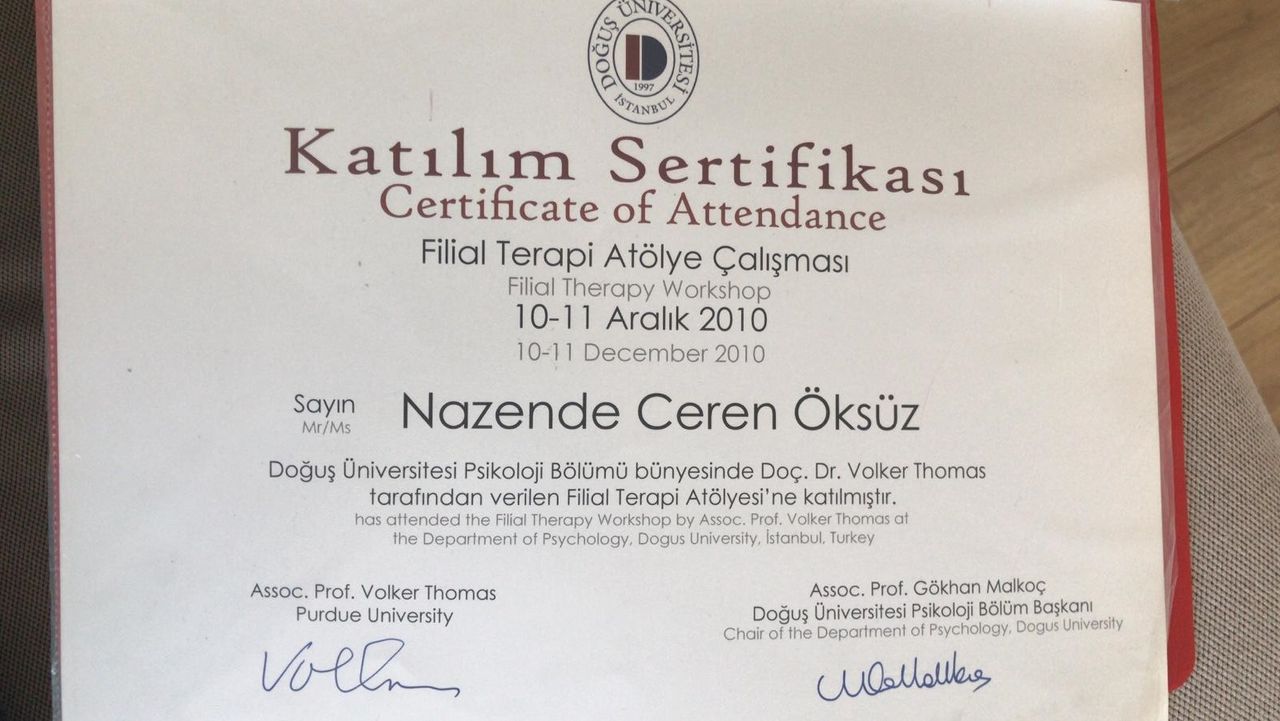 DOĞUŞ ÜNİVERSİTESİ
1997
İSTANBUL
Katılım Sertifikası
Certificate of Attendance
Filial Terapi Atölye Çalışması
Filial Therapy Workshop
10-11 Aralık 2010
10-11 December 2010
Sayın Nazende Ceren Öksüz
Mr/Ms
Doğuş Üniversitesi Psikoloji Bölümü bünyesinde Doç. Dr. Volker Thomas
tarafından verilen Filial Terapi Atölyesi'ne katılmıştır.
has attended the Filial Therapy Workshop by Assoc. Prof. Volker Thomas at
the Department of Psychology, Dogus University, İstanbul, Turkey
Assoc. Prof. Volker Thomas
Purdue University
Assoc. Prof. Gökhan Malkoç
Doğuş Üniversitesi Psikoloji Bölüm Başkanı
Chair of the Department of Psychology, Dogus University